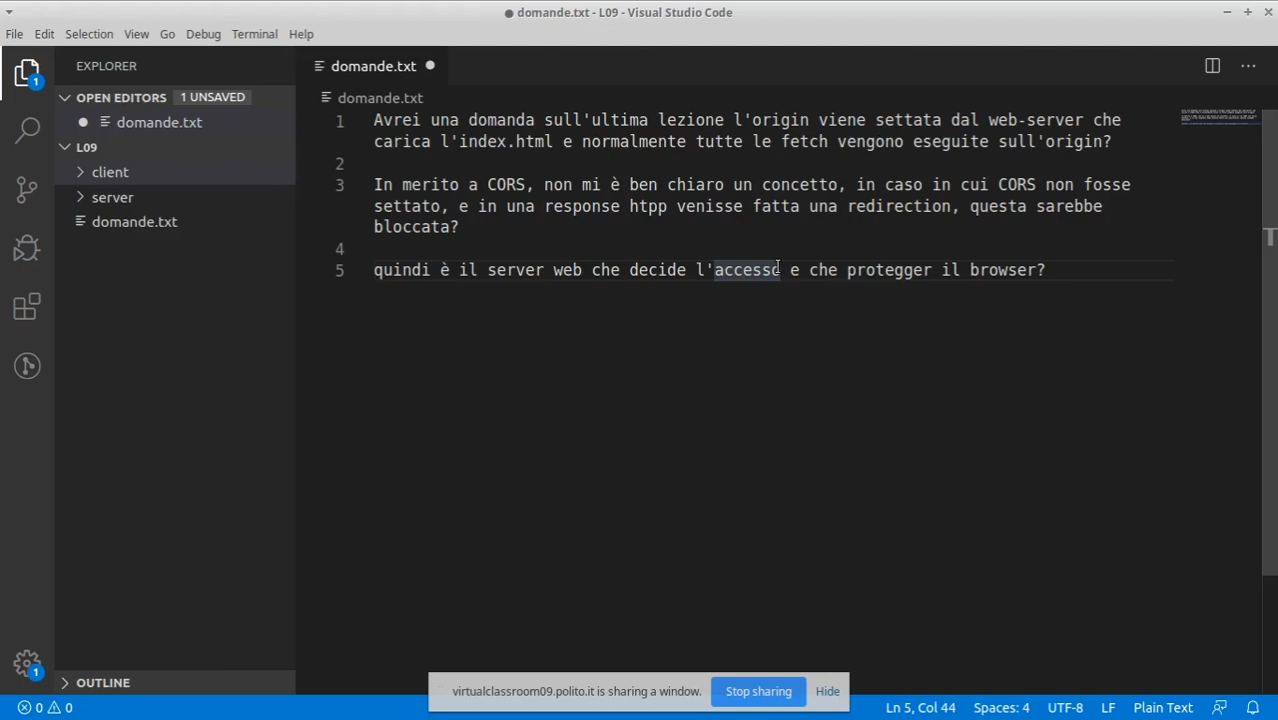 domande.txt - L09 - Visual Studio Code
File Edit Selection View Go Debug Terminal Help
EXPLORER
domande.txt
OPEN EDITORS 1 UNSAVED
domande.txt
domande.txt
L09
client
server
domande.txt
1 Avrei una domanda sull'ultima lezione l'origin viene settata dal web-server che
carica l'index.html e normalmente tutte le fetch vengono eseguite sull'origin?
2
3 In merito a CORS, non mi è ben chiaro un concetto, in caso in cui CORS non fosse
settato, e in una response htpp venisse fatta una redirection, questa sarebbe
bloccata?
4
5 quindi è il server web che decide l'accesso e che protegger il browser?
OUTLINE
virtualclassroom09.polito.it is sharing a window. Stop sharing Hide
0 0 Ln 5, Col 44 Spaces: 4 UTF-8 LF Plain Text
1
1